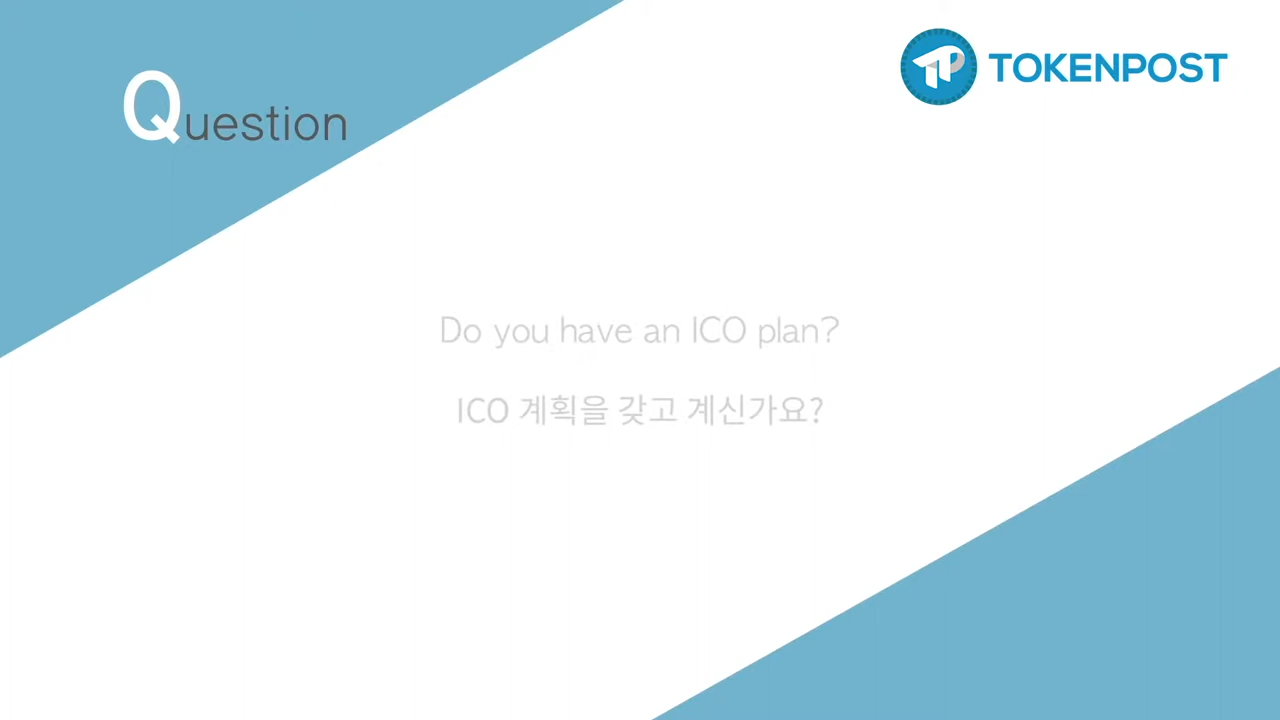 Question
TOKENPOST
Do you have an ICO plan?
ICO 계획을 갖고 계신가요?